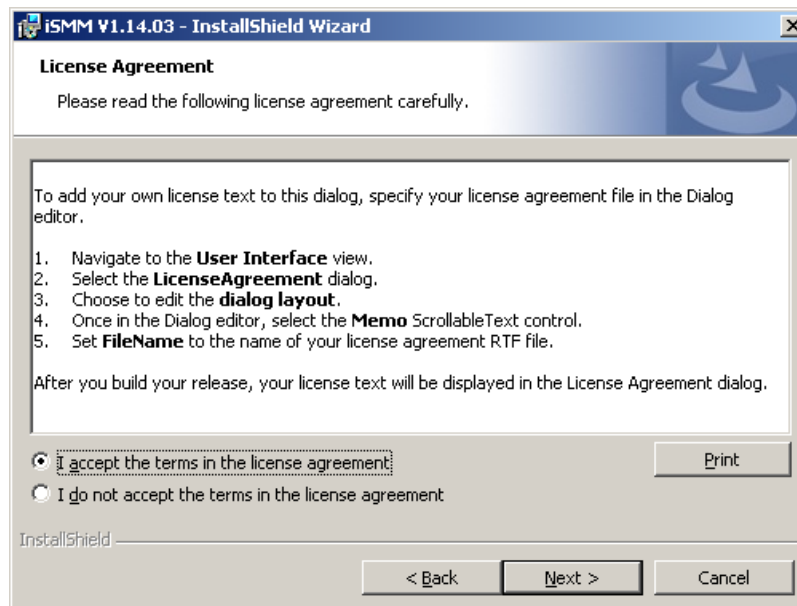 iSMM V1.14.03 - InstallShield Wizard
License Agreement
Please read the following license agreement carefully.
To add your own license text to this dialog, specify your license agreement file in the Dialog
editor.
1. Navigate to the User Interface view.
2. Select the LicenseAgreement dialog.
3. Choose to edit the dialog layout.
4. Once in the Dialog editor, select the Memo ScrollableText control.
5. Set FileName to the name of your license agreement RTF file.
After you build your release, your license text will be displayed in the License Agreement dialog.
I accept the terms in the license agreement
Print
I do not accept the terms in the license agreement
InstallShield
< Back Next > Cancel